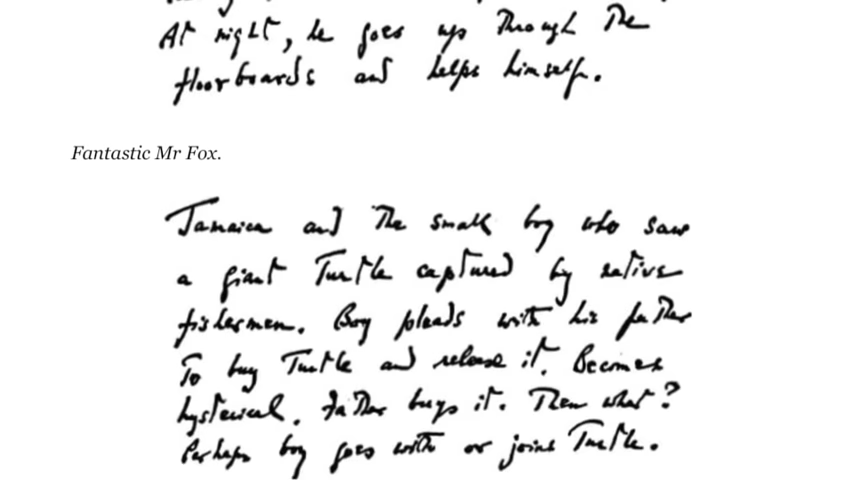 At night, he goes up through the
floorboards and helps himself.
Fantastic Mr Fox.
Jamaica and the small boy who saw
a giant Turtle captured by native
fishermen. Boy pleads with his father
To buy Turtle and release it. Becomes
hysterical. Father buys it. Then what?
Perhaps boy goes with or joins Turtle.